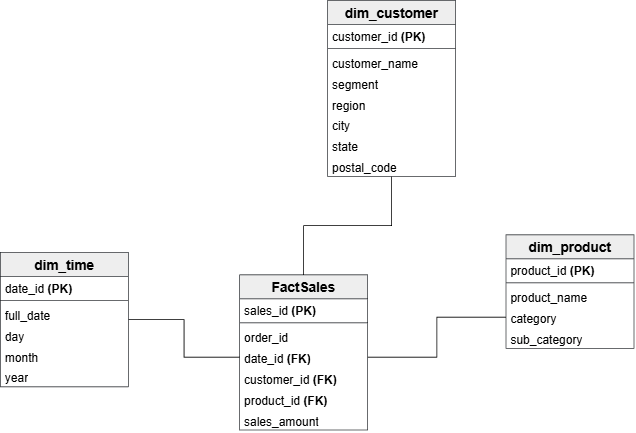 dim_customer
customer_id (PK)
customer_name
segment
region
city
state
postal_code
dim_time
date_id (PK)
full_date
day
month
year
FactSales
sales_id (PK)
order_id
date_id (FK)
customer_id (FK)
product_id (FK)
sales_amount
dim_product
product_id (PK)
product_name
category
sub_category